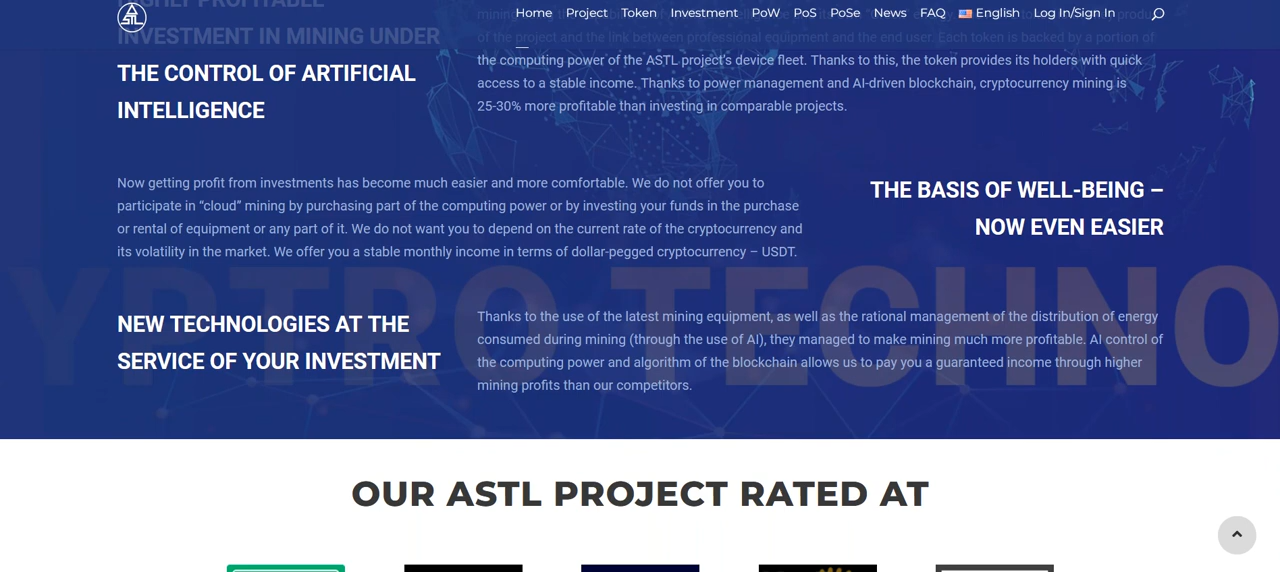 ASTL
Home Project Token Investment PoW PoS PoSe News FAQ English Log In/Sign In
HIGHLY PROFITABLE
INVESTMENT IN MINING UNDER
THE CONTROL OF ARTIFICIAL
INTELLIGENCE
of the project and the link between professional equipment and the end user. Each token is backed by a portion of
the computing power of the ASTL project's device fleet. Thanks to this, the token provides its holders with quick
access to a stable income. Thanks to power management and AI-driven blockchain, cryptocurrency mining is
25-30% more profitable than investing in comparable projects.
Now getting profit from investments has become much easier and more comfortable. We do not offer you to
participate in “cloud” mining by purchasing part of the computing power or by investing your funds in the purchase
or rental of equipment or any part of it. We do not want you to depend on the current rate of the cryptocurrency and
its volatility in the market. We offer you a stable monthly income in terms of dollar-pegged cryptocurrency – USDT.
THE BASIS OF WELL-BEING –
NOW EVEN EASIER
YPTRO TECHNO
NEW TECHNOLOGIES AT THE
SERVICE OF YOUR INVESTMENT
Thanks to the use of the latest mining equipment, as well as the rational management of the distribution of energy
consumed during mining (through the use of AI), they managed to make mining much more profitable. AI control of
the computing power and algorithm of the blockchain allows us to pay you a guaranteed income through higher
mining profits than our competitors.
OUR ASTL PROJECT RATED AT